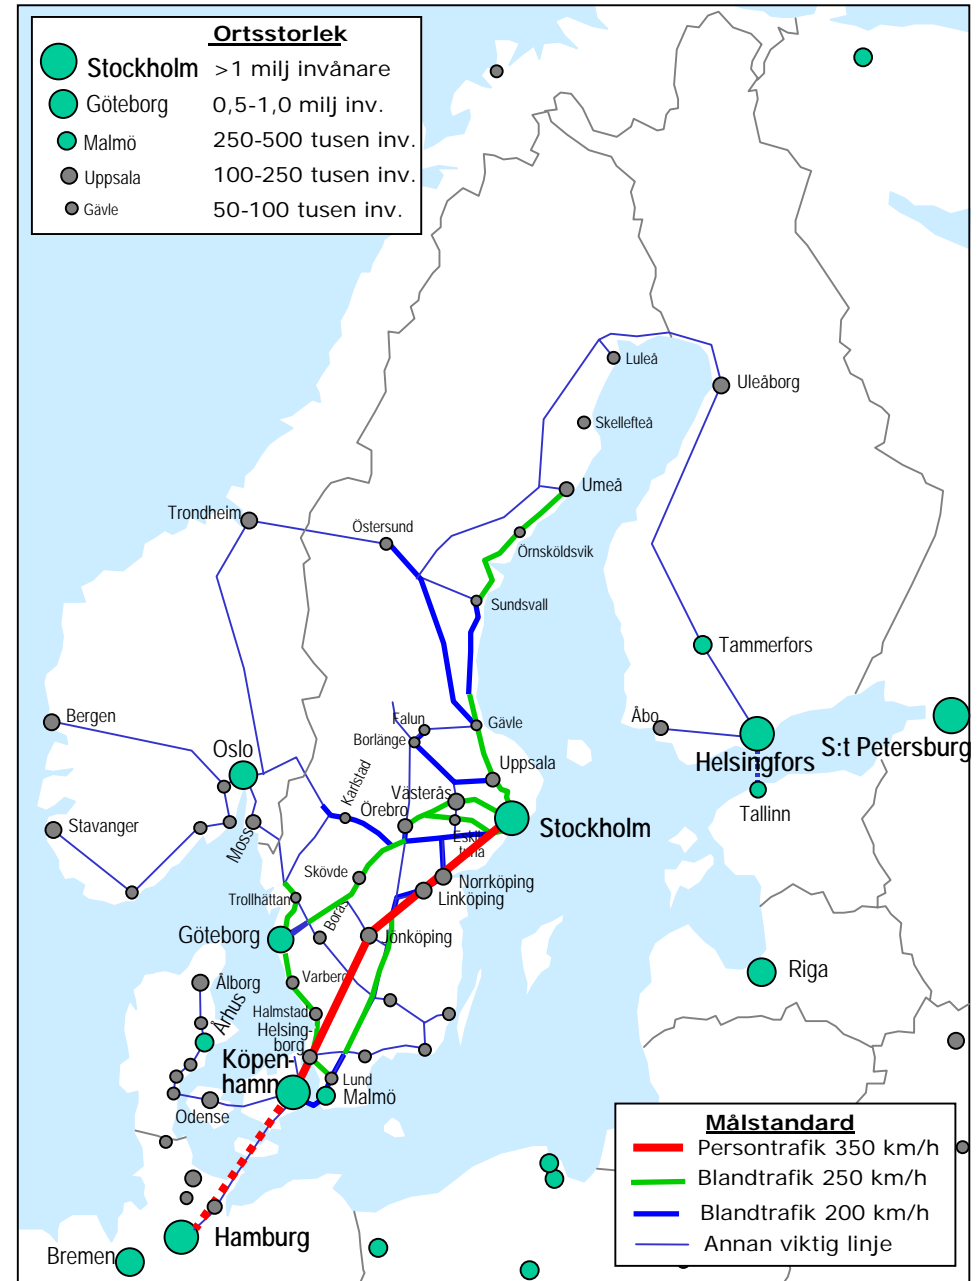 Ortsstorlek
Stockholm >1 milj invånare
Göteborg 0,5-1,0 milj inv.
Malmö 250-500 tusen inv.
Uppsala 100-250 tusen inv.
Gävle 50-100 tusen inv.
Luleå
Uleåborg
Skellefteå
Umeå
Trondheim
Östersund
Örnsköldsvik
Sundsvall
Tammerfors
Bergen
Falun
Gävle
Åbo
Borlänge
Oslo
Helsingfors
S:t Petersburg
Uppsala
Karlstad
Västerås
Örebro
Tallinn
Stavanger
Moss
Eskil-
tuna
Stockholm
Skövde
Norrköping
Linköping
Trollhättan
Borås
Göteborg
Jönköping
Riga
Ålborg
Varberg
Århus
Halmstad
Helsing-
borg
Köpen-
hamn
Lund
Malmö
Odense
Hamburg
Bremen
Målstandard
Persontrafik 350 km/h
Blandtrafik 250 km/h
Blandtrafik 200 km/h
Annan viktig linje